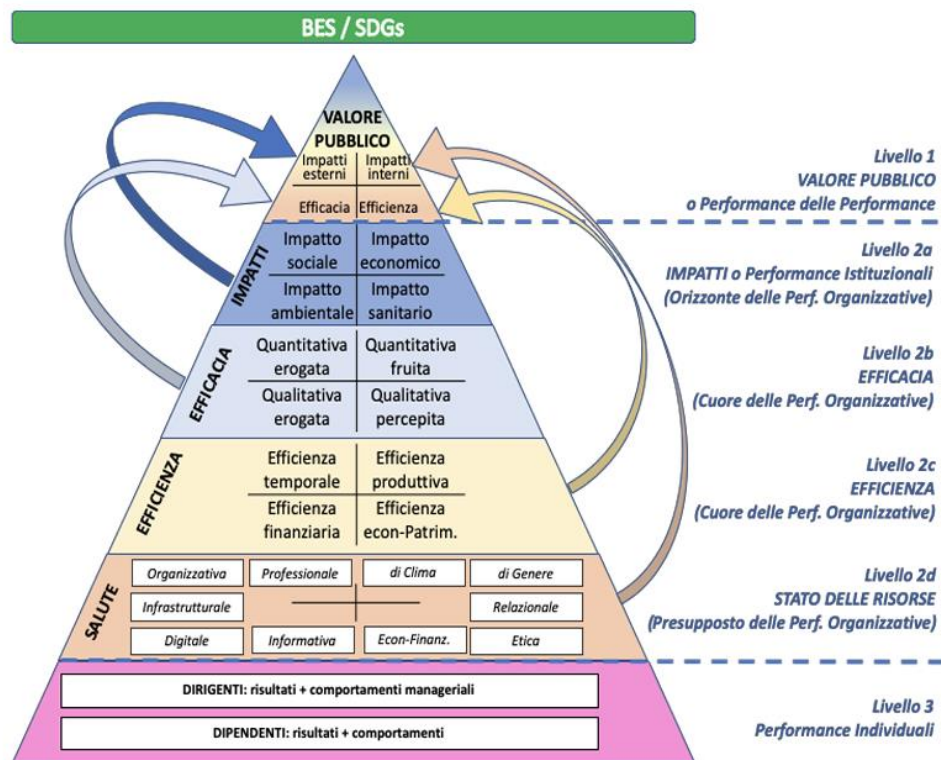 BES / SDGs
VALORE
PUBBLICO
Impatti
esterni
Impatti
interni
Efficacia
Efficienza
Livello 1
VALORE PUBBLICO
o Performance delle Performance
IMPATTI
Impatto
sociale
Impatto
economico
Impatto
ambientale
Impatto
sanitario
Livello 2a
IMPATTI o Performance Istituzionali
(Orizzonte delle Perf. Organizzative)
EFFICACIA
Quantitativa
erogata
Quantitativa
fruita
Qualitativa
erogata
Qualitativa
percepita
Livello 2b
EFFICACIA
(Cuore delle Perf. Organizzative)
EFFICIENZA
Efficienza
temporale
Efficienza
produttiva
Efficienza
finanziaria
Efficienza
econ-Patrim.
Livello 2c
EFFICIENZA
(Cuore delle Perf. Organizzative)
SALUTE
Organizzativa
Professionale
di Clima
di Genere
Infrastrutturale
Relazionale
Digitale
Informativa
Econ-Finanz.
Etica
Livello 2d
STATO DELLE RISORSE
(Presupposto delle Perf. Organizzative)
DIRIGENTI: risultati + comportamenti manageriali
DIPENDENTI: risultati + comportamenti
Livello 3
Performance Individuali